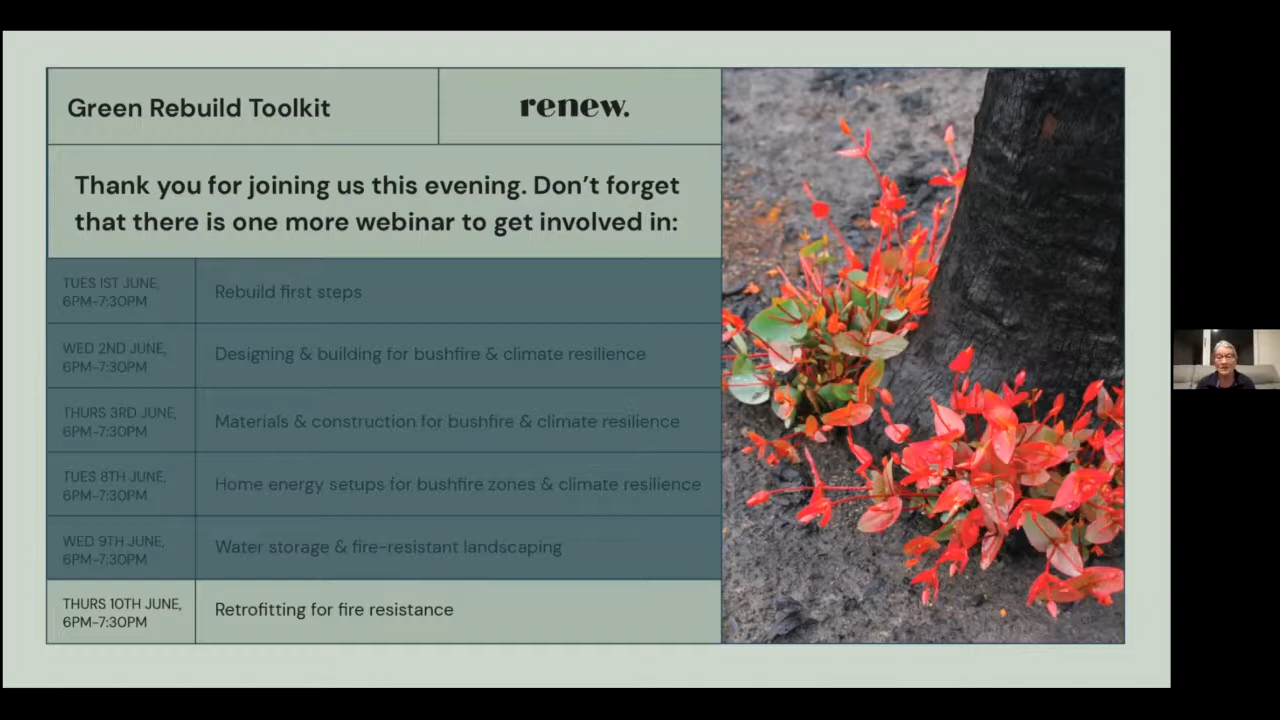 Green Rebuild Toolkit
renew.
Thank you for joining us this evening. Don't forget
that there is one more webinar to get involved in:
TUES 1ST JUNE,
6PM-7:30PM
Rebuild first steps
WED 2ND JUNE,
6PM-7:30PM
Designing & building for bushfire & climate resilience
THURS 3RD JUNE,
6PM-7:30PM
Materials & construction for bushfire & climate resilience
TUES 8TH JUNE,
6PM-7:30PM
Home energy setups for bushfire zones & climate resilience
WED 9TH JUNE,
6PM-7:30PM
Water storage & fire-resistant landscaping
THURS 10TH JUNE,
6PM-7:30PM
Retrofitting for fire resistance